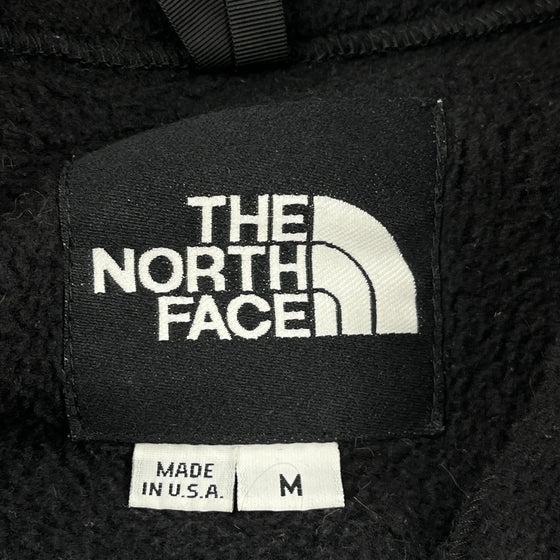 THE
NORTH
FACE
MADE
IN U.S.A.
M